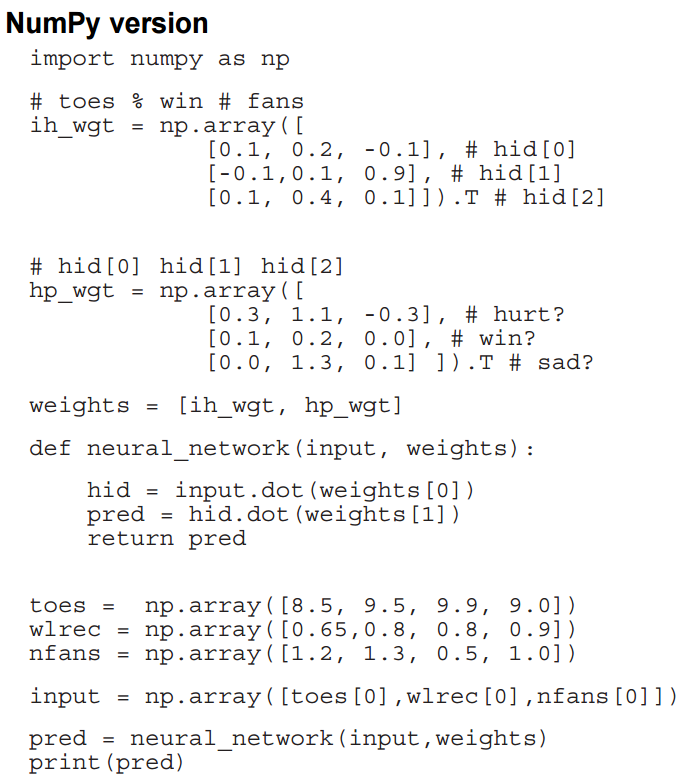 NumPy version
import numpy as np
# toes % win # fans
ih_wgt = np.array([
[0.1, 0.2, -0.1], # hid[0]
[-0.1,0.1, 0.9], # hid[1]
[0.1, 0.4, 0.1]]).T # hid[2]
# hid[0] hid[1] hid[2]
hp_wgt = np.array([
[0.3, 1.1, -0.3], # hurt?
[0.1, 0.2, 0.0], # win?
[0.0, 1.3, 0.1] ]).T # sad?
weights = [ih_wgt, hp_wgt]
def neural_network(input, weights):
hid = input.dot(weights[0])
pred = hid.dot(weights[1])
return pred
toes =  np.array([8.5, 9.5, 9.9, 9.0])
wlrec = np.array([0.65,0.8, 0.8, 0.9])
nfans = np.array([1.2, 1.3, 0.5, 1.0])
input = np.array([toes[0],wlrec[0],nfans[0]])
pred = neural_network(input,weights)
print(pred)